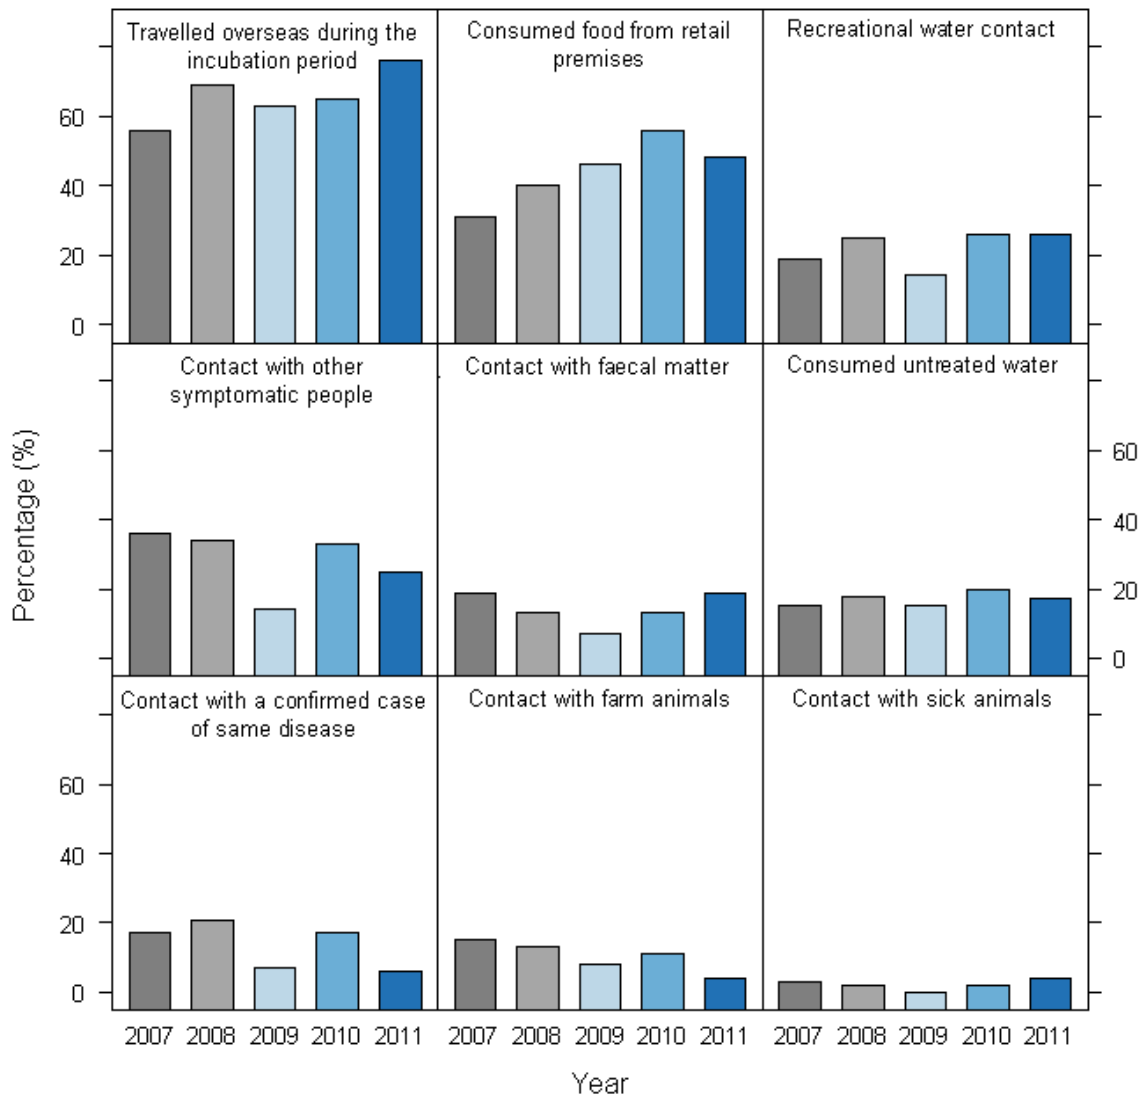 Travelled overseas during the
incubation period
Consumed food from retail
premises
Recreational water contact
60
40
20
0
Contact with other
symptomatic people
Contact with faecal matter
Consumed untreated water
60
40
20
0
Percentage (%)
Contact with a confirmed case
of same disease
Contact with farm animals
Contact with sick animals
60
40
20
0
2007 2008 2009 2010 2011 2007 2008 2009 2010 2011 2007 2008 2009 2010 2011
Year